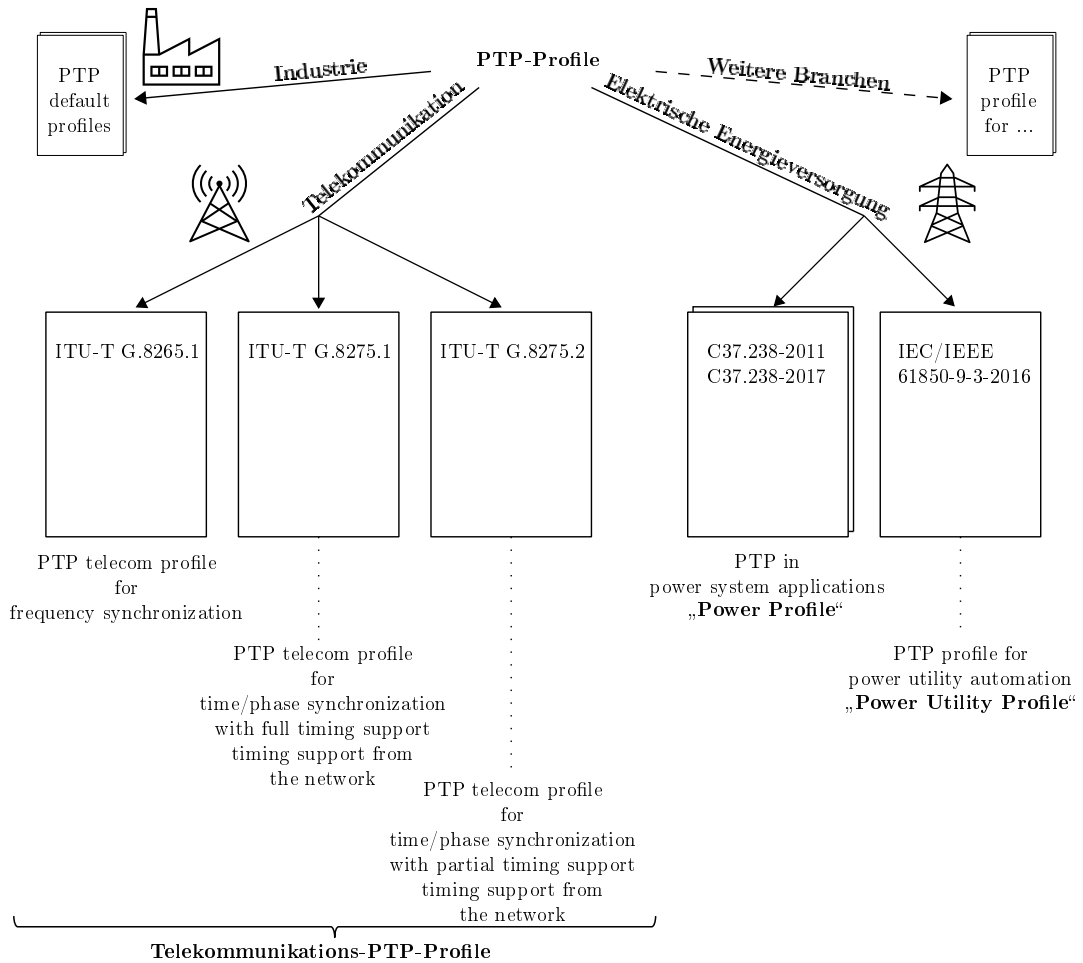 PTP-Profile
Industrie
Weitere Branchen
Telekommunikation
Elektrische Energieversorgung
PTP
default
profiles
PTP
profile
for ...
ITU-T G.8265.1
ITU-T G.8275.1
ITU-T G.8275.2
C37.238-2011
C37.238-2017
IEC/IEEE
61850-9-3-2016
PTP telecom profile
for
frequency synchronization
PTP telecom profile
for
time/phase synchronization
with full timing support
timing support from
the network
PTP telecom profile
for
time/phase synchronization
with partial timing support
timing support from
the network
PTP in
power system applications
„Power Profile“
PTP profile for
power utility automation
„Power Utility Profile“
Telekommunikations-PTP-Profile